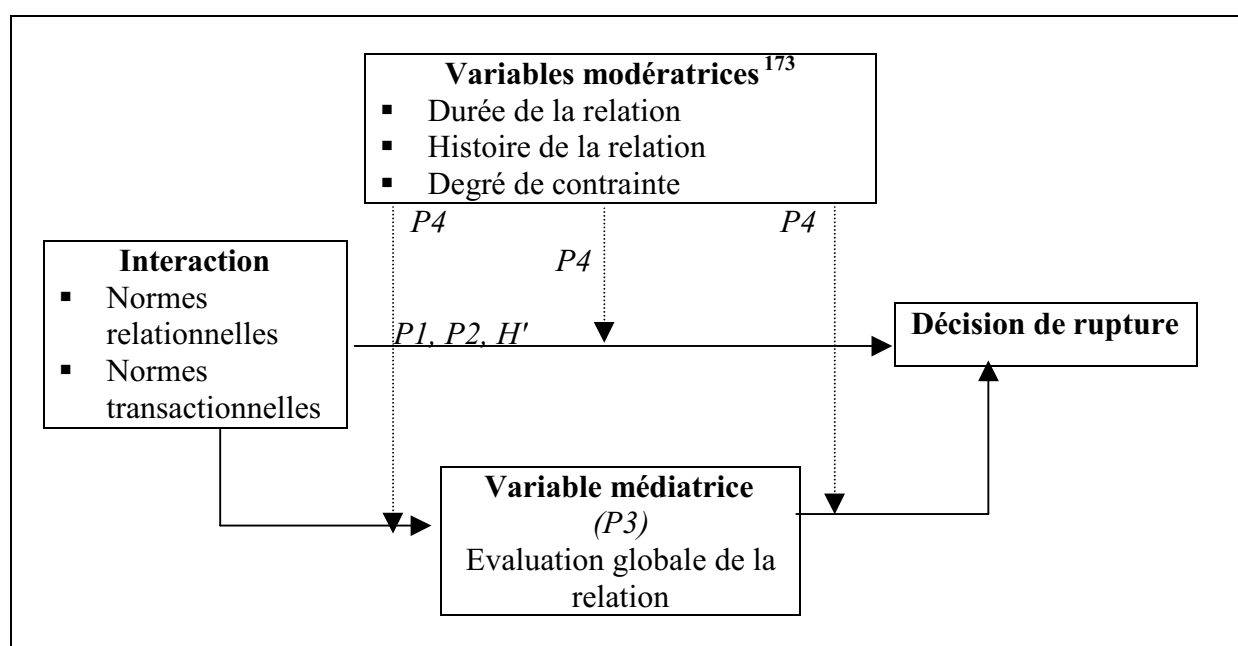 Variables modératrices 173
▪ Durée de la relation
▪ Histoire de la relation
▪ Degré de contrainte
P4
P4
P4
Interaction
▪ Normes
relationnelles
▪ Normes
transactionnelles
P1, P2, H'
Décision de rupture
Variable médiatrice
(P3)
Evaluation globale de la
relation